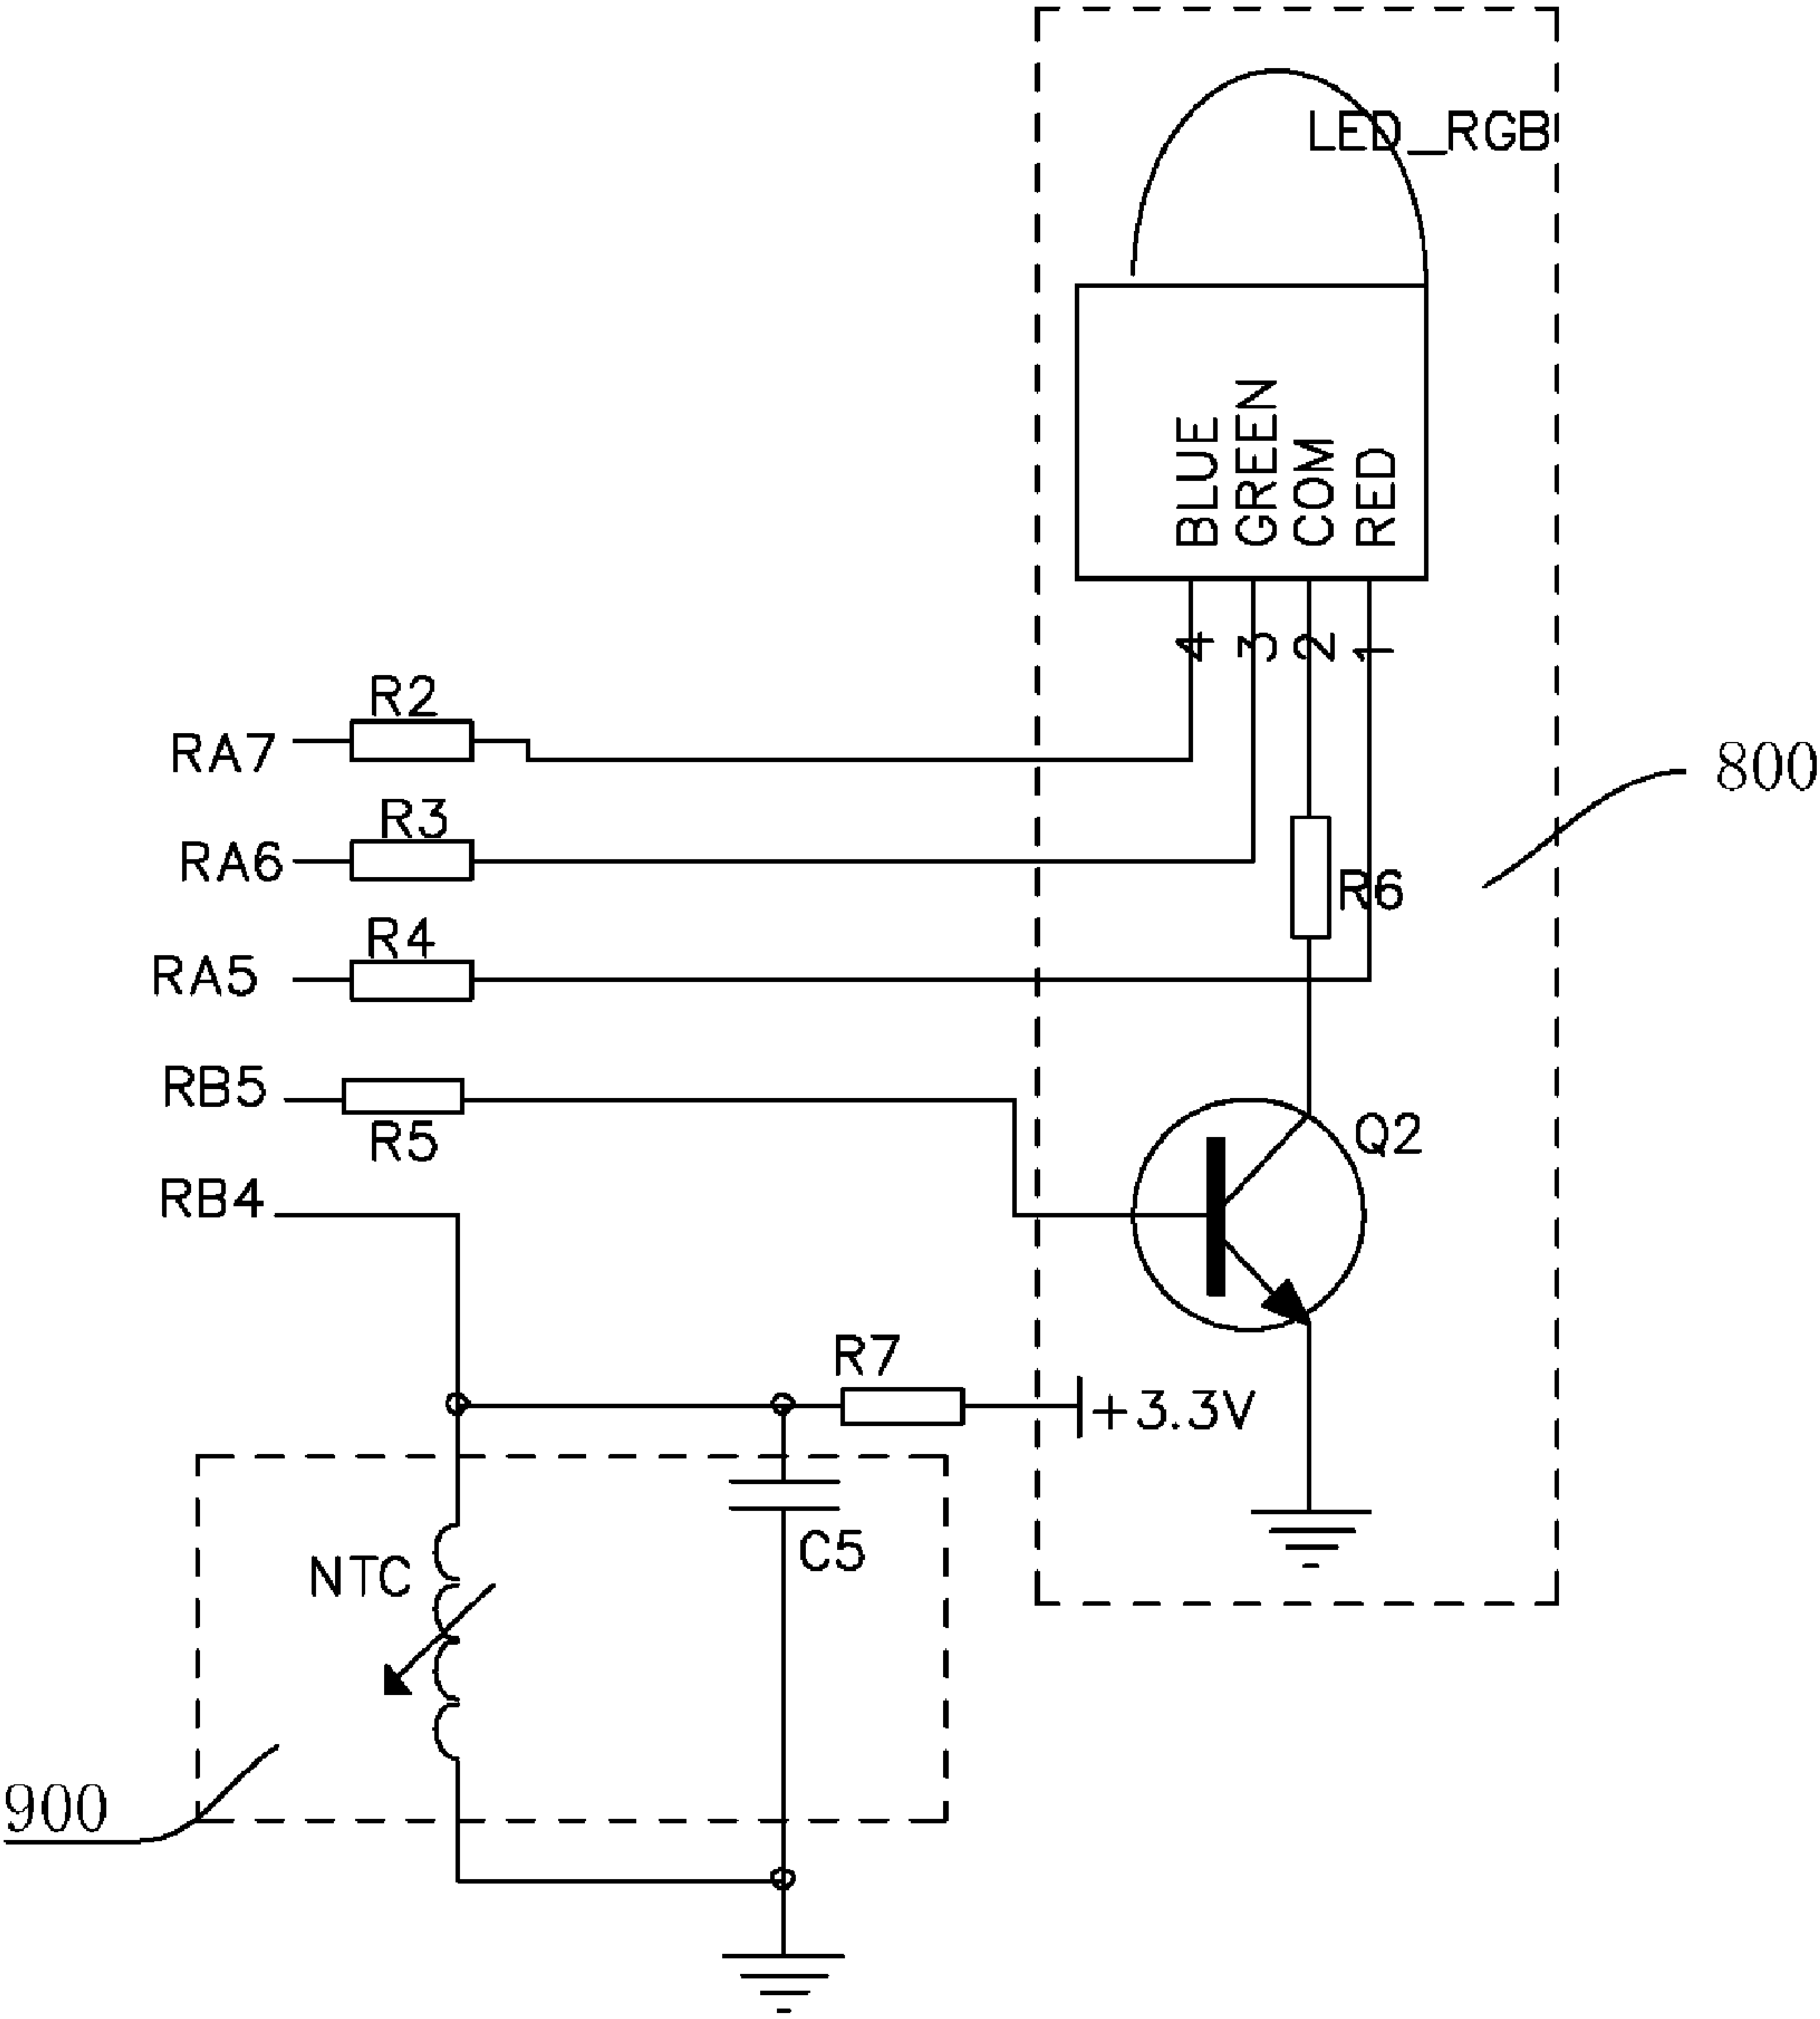 LED_RGB
BLUE
GREEN
COM
RED
4
3
2
1
R2
RA7
800
R3
RA6
R6
R4
RA5
RB5
R5
Q2
RB4
R7
+3.3V
NTC
C5
900